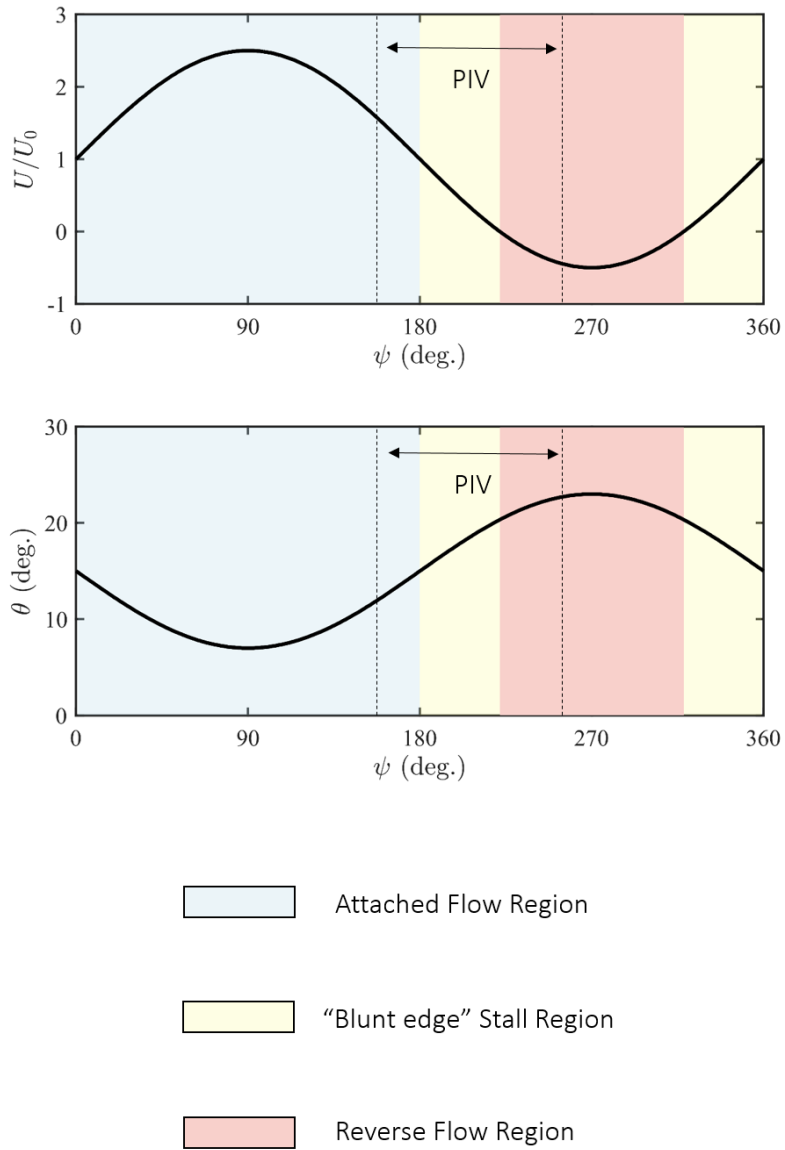 3
2
1
0
-1
U/U0
PIV
0 90 180 270 360
ψ (deg.)
30
20
10
0
θ (deg.)
PIV
0 90 180 270 360
ψ (deg.)
Attached Flow Region
“Blunt edge” Stall Region
Reverse Flow Region